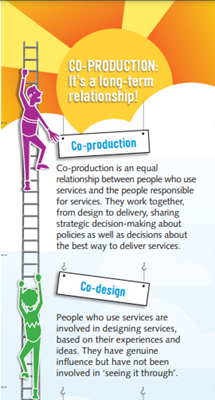 CO-PRODUCTION:
It's a long-term
relationship!
Co-production
Co-production is an equal
relationship between people who use
services and the people responsible
for services. They work together,
from design to delivery, sharing
strategic decision-making about
policies as well as decisions about
the best way to deliver services.
Co-design
People who use services are
involved in designing services,
based on their experiences and
ideas. They have genuine
influence but have not been
involved in 'seeing it through'.